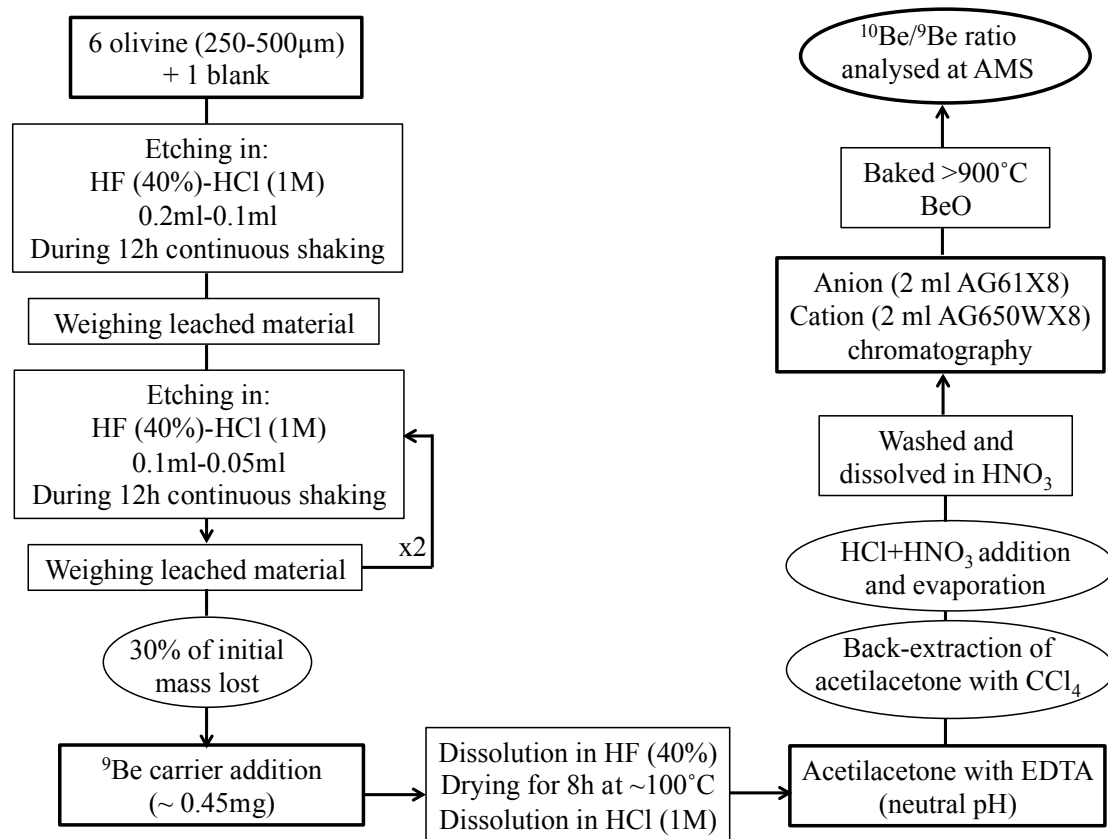 6 olivine (250-500µm)
+ 1 blank
Etching in:
HF (40%)-HCl (1M)
0.2ml-0.1ml
During 12h continuous shaking
Weighing leached material
Etching in:
HF (40%)-HCl (1M)
0.1ml-0.05ml
During 12h continuous shaking
x2
Weighing leached material
30% of initial
mass lost
⁹Be carrier addition
(~ 0.45mg)
Dissolution in HF (40%)
Drying for 8h at ~100˚C
Dissolution in HCl (1M)
Acetilacetone with EDTA
(neutral pH)
Back-extraction of
acetilacetone with CCl₄
HCl+HNO₃ addition
and evaporation
Washed and
dissolved in HNO₃
Anion (2 ml AG61X8)
Cation (2 ml AG650WX8)
chromatography
Baked >900˚C
BeO
¹⁰Be/⁹Be ratio
analysed at AMS